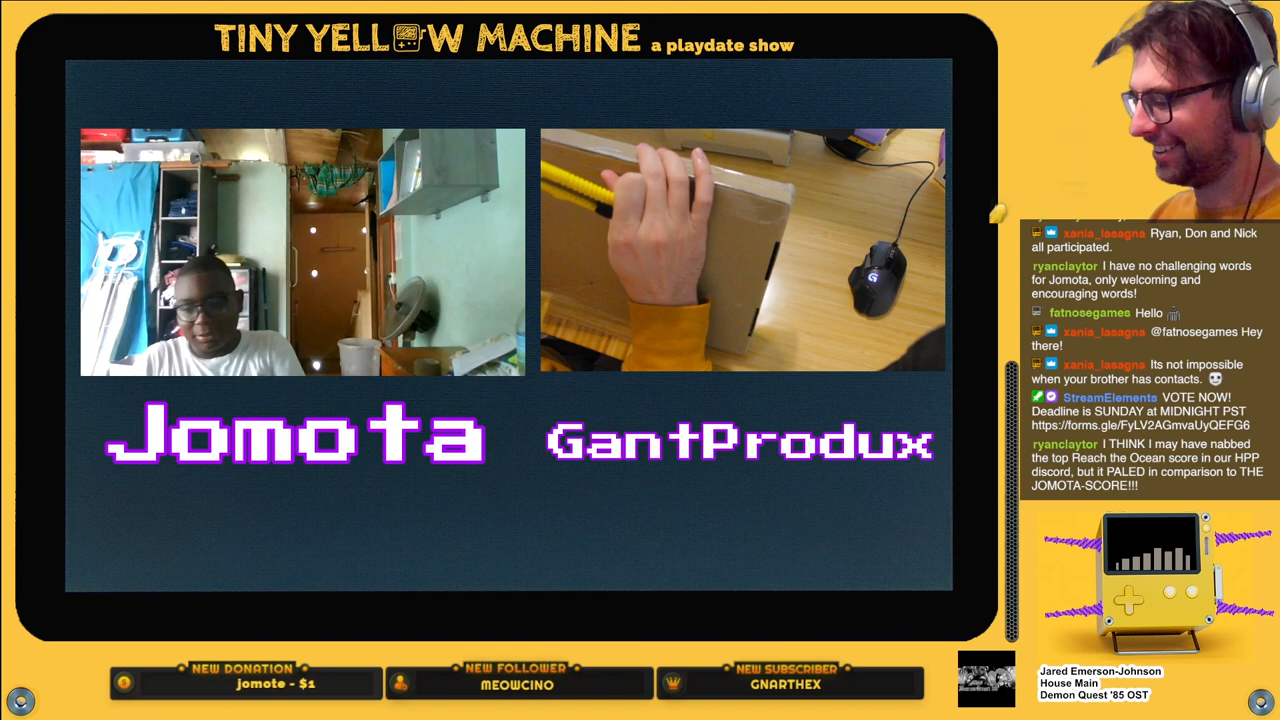 TINY YELLOW MACHINE a playdate show
Jomota
GantProdux
xania_lasagna Ryan, Don and Nick
all participated.
ryanclaytor I have no challenging words
for Jomota, only welcoming and
encouraging words!
fatnosegames Hello
xania_lasagna @fatnosegames Hey
there!
xania_lasagna Its not impossible
when your brother has contacts.
StreamElements VOTE NOW!
Deadline is SUNDAY at MIDNIGHT PST
https://forms.gle/FyLV2AGmvaUyQEFG6
ryanclaytor I THINK I may have nabbed
the top Reach the Ocean score in our HPP
discord, but it PALED in comparison to THE
JOMOTA-SCORE!!!
NEW DONATION
jomote - $1
NEW FOLLOWER
MEOWCINO
NEW SUBSCRIBER
GNARTHEX
Jared Emerson-Johnson
House Main
Demon Quest '85 OST